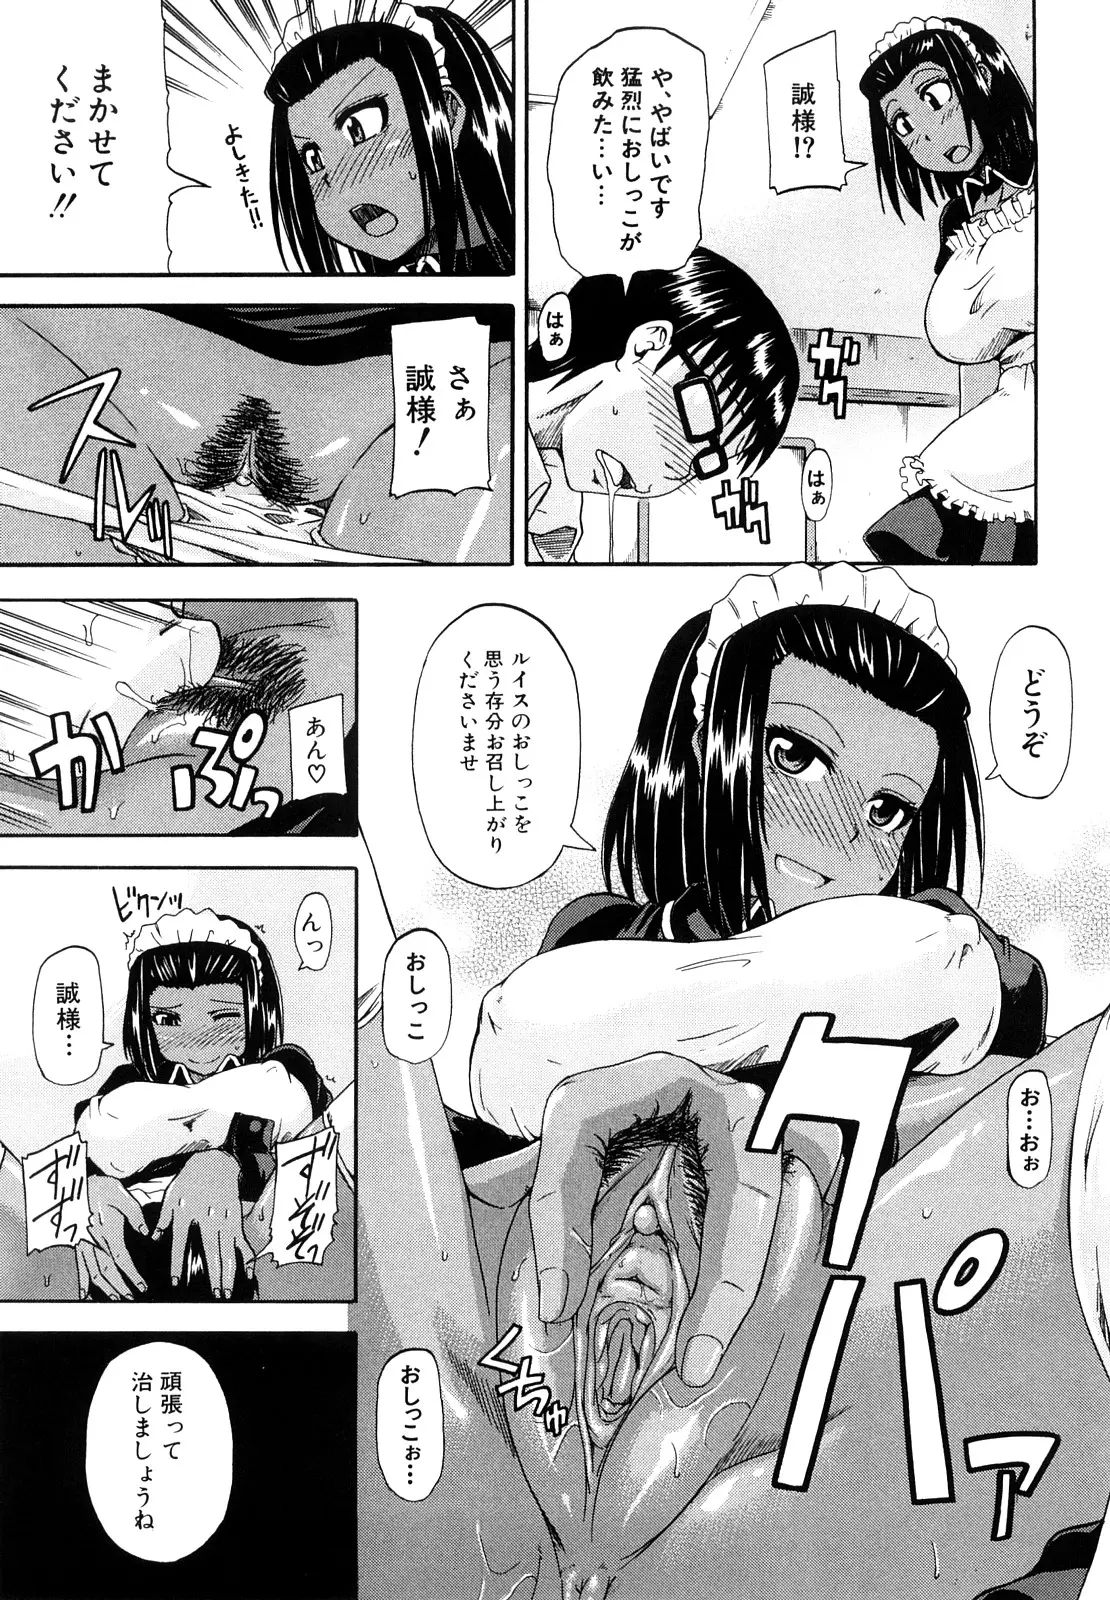 誠様!?
や、やばいです
猛烈におしっこが
飲みた…い…
はぁ
はぁ
ガク
ガク
よしきた!!
まかせて
ください!!
さぁ
誠様!
スッ
ズルッ
どうぞ
ルイスのおしっこを
思う存分お召し上がり
くださいませ
おしっこ
お…おぉ
おしっこぉ…
クパァ
くちゅ
かぷっ
あん♡
ビクンッ
んっ
誠様…
ずずずっ
ずぞぞっ
頑張って
治しましょうね